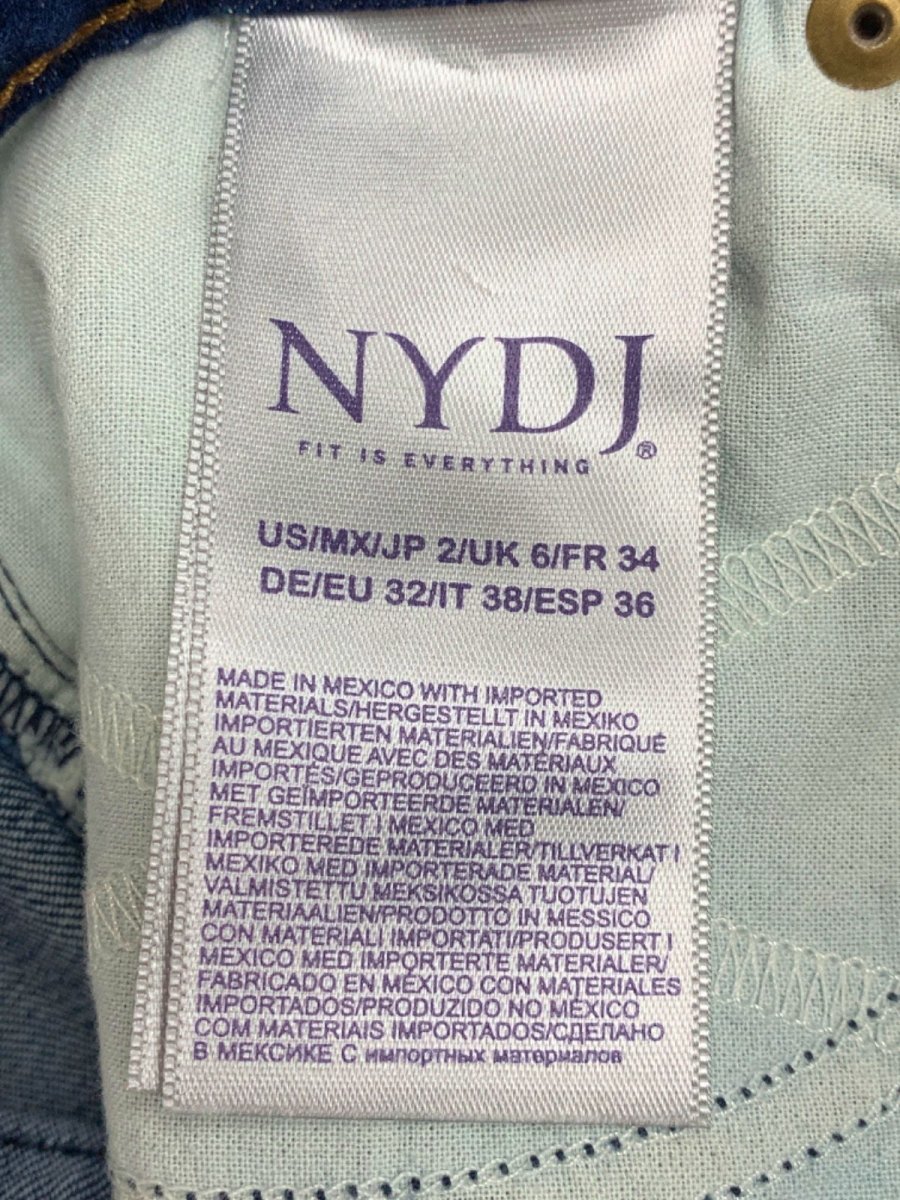 NYDJ®
FIT IS EVERYTHING
US/MX/JP 2/UK 6/FR 34
DE/EU 32/IT 38/ESP 36
MADE IN MEXICO WITH IMPORTED
MATERIALS/HERGESTELLT IN MEXIKO
IMPORTIERTEN MATERIALIEN/FABRIQUÉ
AU MEXIQUE AVEC DES MATÉRIAUX
IMPORTÉS/GEPRODUCEERD IN MEXICO
MET GEÏMPORTEERDE MATERIALEN/
FREMSTILLET I MEXICO MED
IMPORTEREDE MATERIALER/TILLVERKAT I
MEXIKO MED IMPORTERADE MATERIAL/
VALMISTETTU MEKSIKOSSA TUOTUJEN
MATERIAALIEN/PRODOTTO IN MESSICO
CON MATERIALI IMPORTATI/PRODUSERT I
MEXICO MED IMPORTERTE MATERIALER/
FABRICADO EN MÉXICO CON MATERIALES
IMPORTADOS/PRODUZIDO NO MÉXICO
COM MATERIAIS IMPORTADOS/СДЕЛАНО
В МЕКСИКЕ С импортных материалов